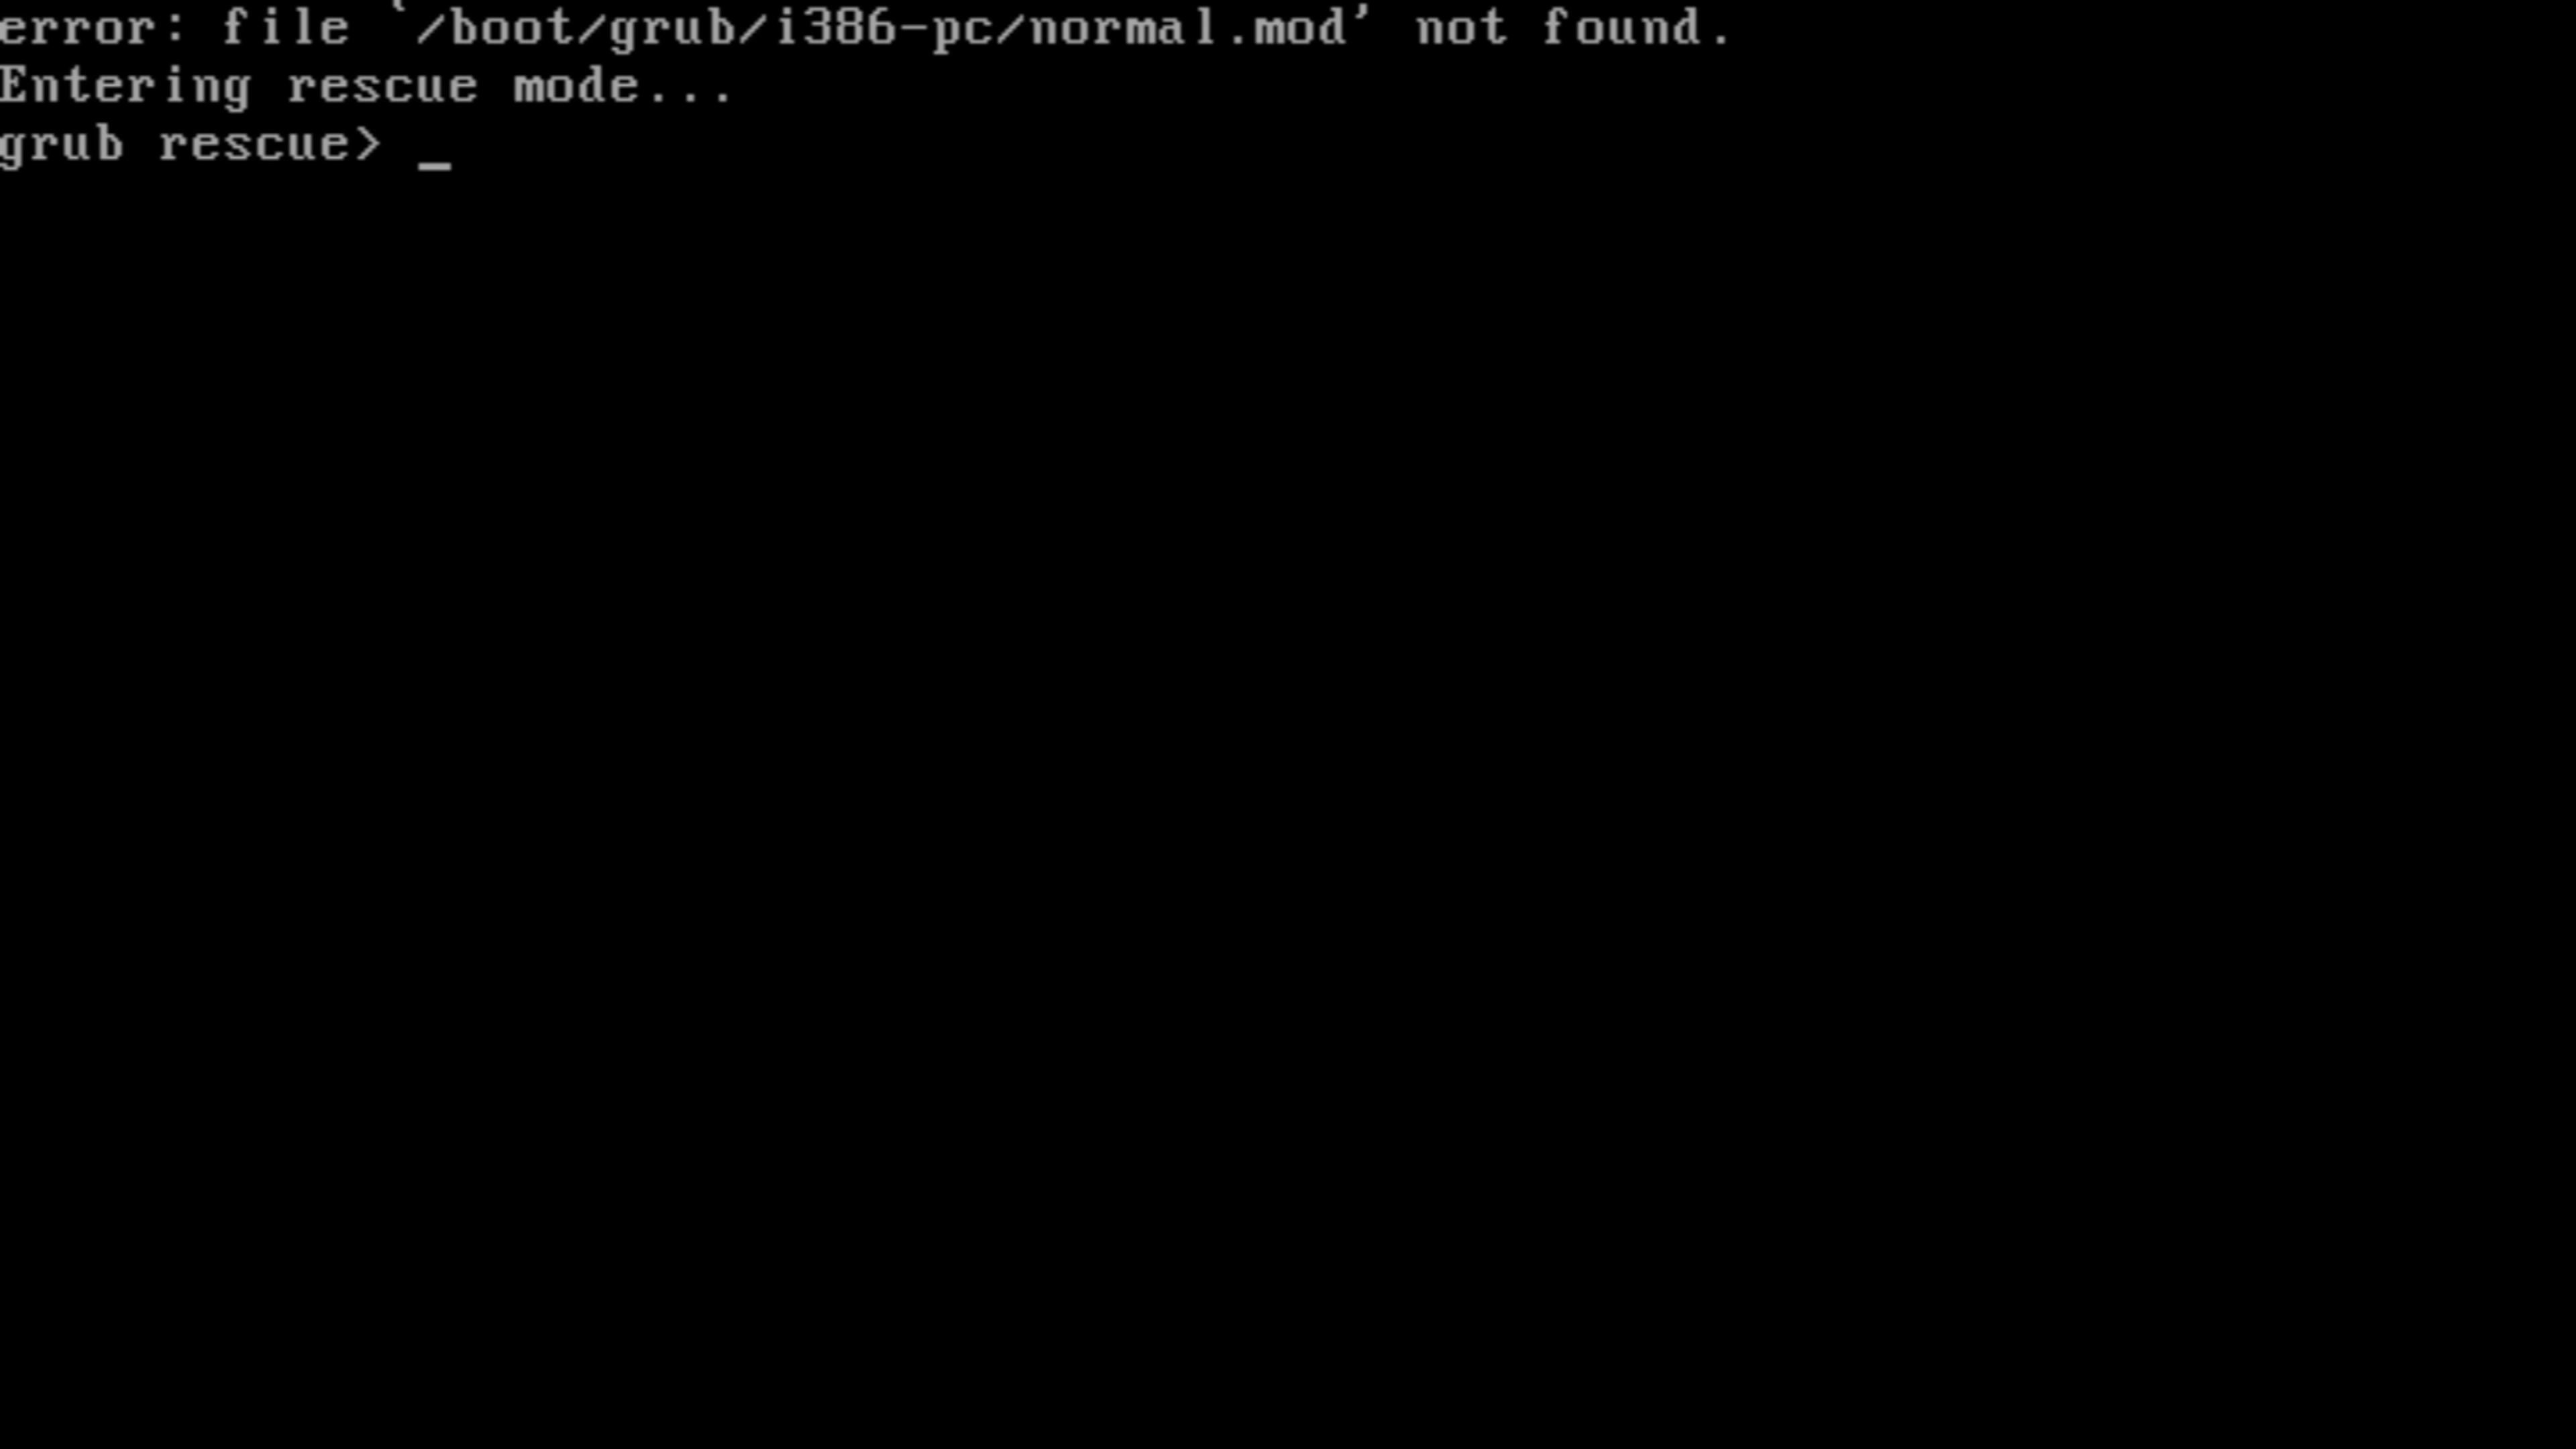 error: file `/boot/grub/i386-pc/normal.mod' not found.
Entering rescue mode...
grub rescue> _